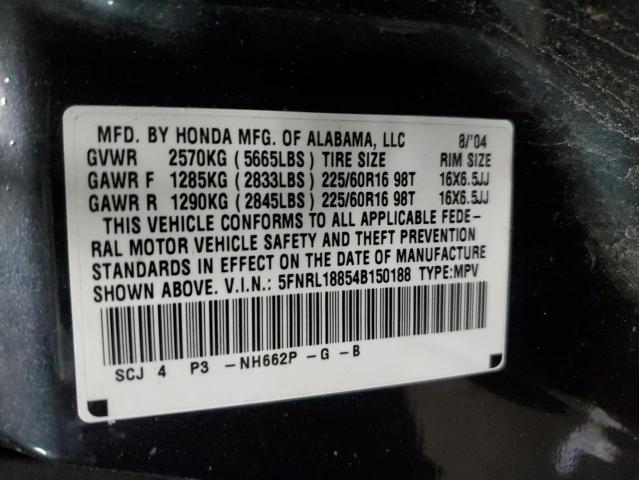 MFD. BY HONDA MFG. OF ALABAMA, LLC 8/'04
GVWR 2570KG (5665LBS) TIRE SIZE RIM SIZE
GAWR F 1285KG (2833LBS) 225/60R16 98T 16X6.5JJ
GAWR R 1290KG (2845LBS) 225/60R16 98T 16X6.5JJ
THIS VEHICLE CONFORMS TO ALL APPLICABLE FEDE-
RAL MOTOR VEHICLE SAFETY AND THEFT PREVENTION
STANDARDS IN EFFECT ON THE DATE OF MANUFACTURE
SHOWN ABOVE. V.I.N.: 5FNRL18854B150188 TYPE:MPV
SCJ 4 P3 -NH662P -G -B